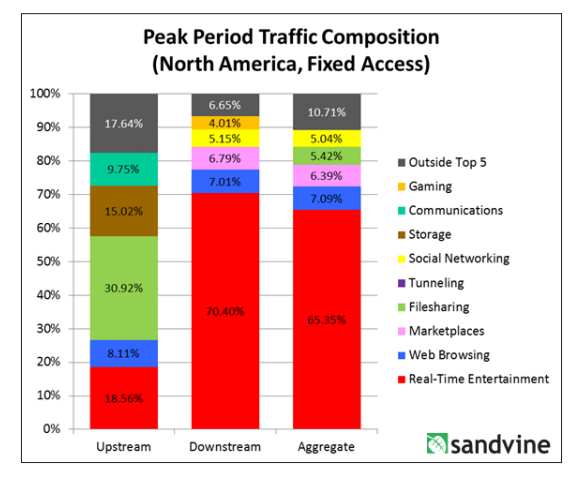 Peak Period Traffic Composition
(North America, Fixed Access)
100%
90%
80%
70%
60%
50%
40%
30%
20%
10%
0%
17.64%
9.75%
15.02%
30.92%
8.11%
18.56%
6.65%
4.01%
5.15%
6.79%
7.01%
70.40%
10.71%
5.04%
5.42%
6.39%
7.09%
65.35%
Upstream
Downstream
Aggregate
Outside Top 5
Gaming
Communications
Storage
Social Networking
Tunneling
Filesharing
Marketplaces
Web Browsing
Real-Time Entertainment
sandvine